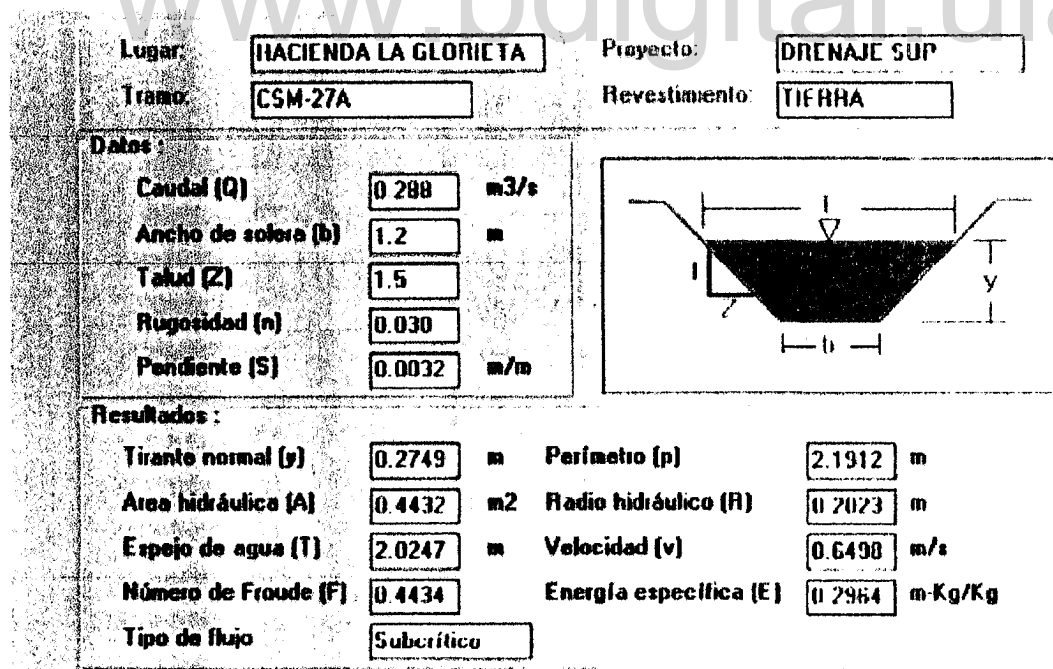 www.bdigital.
Lugar: HACIENDA LA GLORIETA Proyecto: DRENAJE SUP
Tramo: CSM-27A Revestimiento: TIERRA
Datos :
Caudal (Q) 0.288 m3/s
Ancho de solera (b) 1.2 m
Talud (Z) 1.5
Rugosidad (n) 0.030
Pendiente (S) 0.0032 m/m
T
1
y
z
b
Resultados :
Tirante normal (y) 0.2749 m Perímetro (p) 2.1912 m
Area hidráulica (A) 0.4432 m2 Radio hidráulico (R) 0.2023 m
Espejo de agua (T) 2.0247 m Velocidad (v) 0.6498 m/s
Número de Froude (F) 0.4434 Energía específica (E) 0.2964 m-Kg/Kg
Tipo de flujo Subcrítico